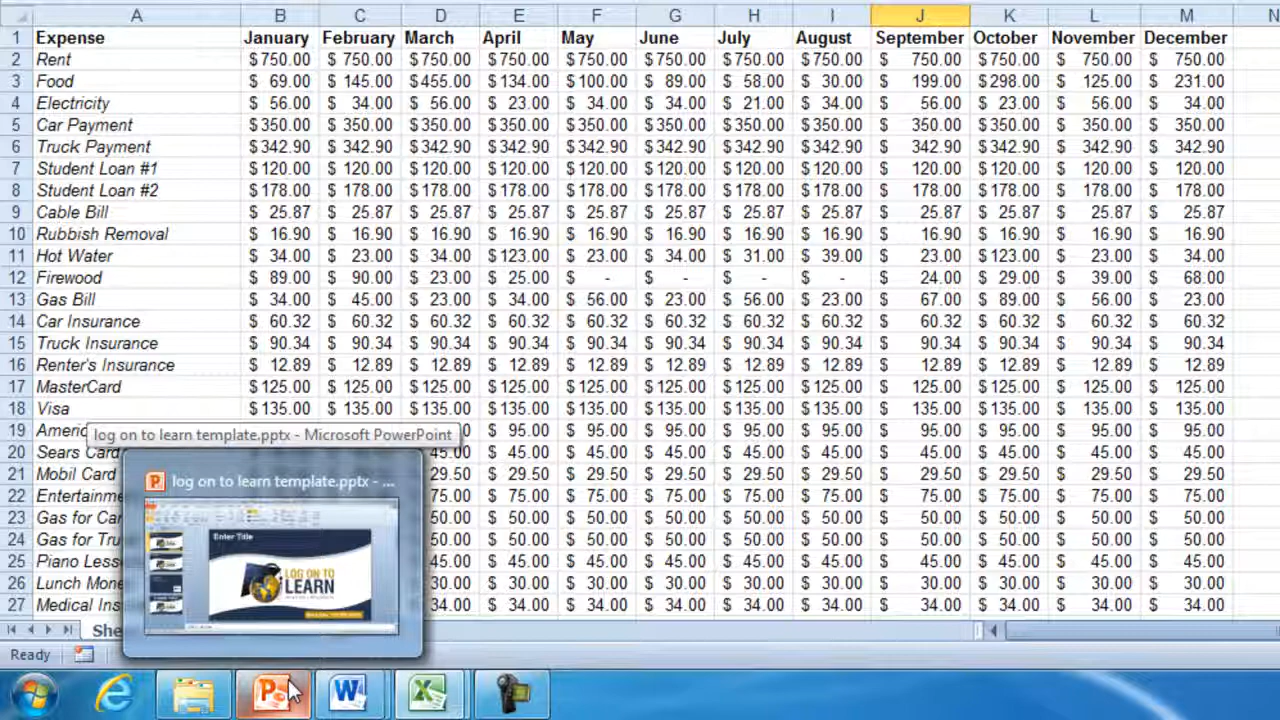 A B C D E F G H I J K L M N
1 Expense January February March April May June July August September October November December
2 Rent $ 750.00 $ 750.00 $ 750.00 $ 750.00 $ 750.00 $ 750.00 $ 750.00 $ 750.00 $ 750.00 $ 750.00 $ 750.00 $ 750.00
3 Food $ 69.00 $ 145.00 $ 455.00 $ 134.00 $ 100.00 $ 89.00 $ 58.00 $ 30.00 $ 199.00 $ 298.00 $ 125.00 $ 231.00
4 Electricity $ 56.00 $ 34.00 $ 56.00 $ 23.00 $ 34.00 $ 34.00 $ 21.00 $ 34.00 $ 56.00 $ 23.00 $ 56.00 $ 34.00
5 Car Payment $ 350.00 $ 350.00 $ 350.00 $ 350.00 $ 350.00 $ 350.00 $ 350.00 $ 350.00 $ 350.00 $ 350.00 $ 350.00 $ 350.00
6 Truck Payment $ 342.90 $ 342.90 $ 342.90 $ 342.90 $ 342.90 $ 342.90 $ 342.90 $ 342.90 $ 342.90 $ 342.90 $ 342.90 $ 342.90
7 Student Loan #1 $ 120.00 $ 120.00 $ 120.00 $ 120.00 $ 120.00 $ 120.00 $ 120.00 $ 120.00 $ 120.00 $ 120.00 $ 120.00 $ 120.00
8 Student Loan #2 $ 178.00 $ 178.00 $ 178.00 $ 178.00 $ 178.00 $ 178.00 $ 178.00 $ 178.00 $ 178.00 $ 178.00 $ 178.00 $ 178.00
9 Cable Bill $ 25.87 $ 25.87 $ 25.87 $ 25.87 $ 25.87 $ 25.87 $ 25.87 $ 25.87 $ 25.87 $ 25.87 $ 25.87 $ 25.87
10 Rubbish Removal $ 16.90 $ 16.90 $ 16.90 $ 16.90 $ 16.90 $ 16.90 $ 16.90 $ 16.90 $ 16.90 $ 16.90 $ 16.90 $ 16.90
11 Hot Water $ 34.00 $ 23.00 $ 34.00 $ 123.00 $ 23.00 $ 34.00 $ 31.00 $ 39.00 $ 23.00 $ 123.00 $ 23.00 $ 34.00
12 Firewood $ 89.00 $ 90.00 $ 23.00 $ 25.00 $ - $ - $ - $ - $ 24.00 $ 29.00 $ 39.00 $ 68.00
13 Gas Bill $ 34.00 $ 45.00 $ 23.00 $ 34.00 $ 56.00 $ 23.00 $ 56.00 $ 23.00 $ 67.00 $ 89.00 $ 56.00 $ 23.00
14 Car Insurance $ 60.32 $ 60.32 $ 60.32 $ 60.32 $ 60.32 $ 60.32 $ 60.32 $ 60.32 $ 60.32 $ 60.32 $ 60.32 $ 60.32
15 Truck Insurance $ 90.34 $ 90.34 $ 90.34 $ 90.34 $ 90.34 $ 90.34 $ 90.34 $ 90.34 $ 90.34 $ 90.34 $ 90.34 $ 90.34
16 Renter's Insurance $ 12.89 $ 12.89 $ 12.89 $ 12.89 $ 12.89 $ 12.89 $ 12.89 $ 12.89 $ 12.89 $ 12.89 $ 12.89 $ 12.89
17 MasterCard $ 125.00 $ 125.00 $ 125.00 $ 125.00 $ 125.00 $ 125.00 $ 125.00 $ 125.00 $ 125.00 $ 125.00 $ 125.00 $ 125.00
18 Visa $ 135.00 $ 135.00 $ 135.00 $ 135.00 $ 135.00 $ 135.00 $ 135.00 $ 135.00 $ 135.00 $ 135.00 $ 135.00 $ 135.00
19 Americ $ 95.00 $ 95.00 $ 95.00 $ 95.00 $ 95.00 $ 95.00 $ 95.00 $ 95.00 $ 95.00
log on to learn template.pptx - Microsoft PowerPoint
20 Sears Card 45.00 $ 45.00 $ 45.00 $ 45.00 $ 45.00 $ 45.00 $ 45.00 $ 45.00 $ 45.00 $ 45.00
21 Mobil Card 29.50 $ 29.50 $ 29.50 $ 29.50 $ 29.50 $ 29.50 $ 29.50 $ 29.50 $ 29.50 $ 29.50
log on to learn template.pptx - ...
22 Entertainme 75.00 $ 75.00 $ 75.00 $ 75.00 $ 75.00 $ 75.00 $ 75.00 $ 75.00 $ 75.00 $ 75.00
23 Gas for Car 50.00 $ 50.00 $ 50.00 $ 50.00 $ 50.00 $ 50.00 $ 50.00 $ 50.00 $ 50.00 $ 50.00
24 Gas for Tru 50.00 $ 50.00 $ 50.00 $ 50.00 $ 50.00 $ 50.00 $ 50.00 $ 50.00 $ 50.00 $ 50.00
Enter Title
25 Piano Less 45.00 $ 45.00 $ 45.00 $ 45.00 $ 45.00 $ 45.00 $ 45.00 $ 45.00 $ 45.00 $ 45.00
LOG ON TO
LEARN
26 Lunch Mone 30.00 $ 30.00 $ 30.00 $ 30.00 $ 30.00 $ 30.00 $ 30.00 $ 30.00 $ 30.00 $ 30.00
27 Medical Ins 34.00 $ 34.00 $ 34.00 $ 34.00 $ 34.00 $ 34.00 $ 34.00 $ 34.00 $ 34.00 $ 34.00
She
Ready